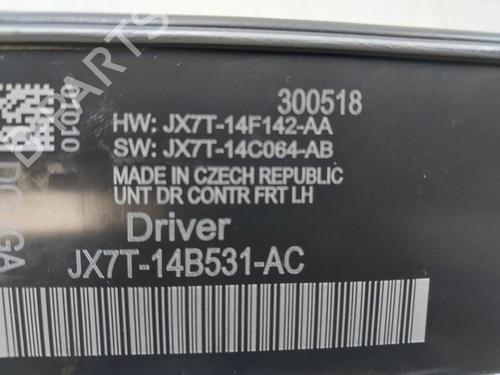 300518
HW: JX7T-14F142-AA
SW: JX7T-14C064-AB
MADE IN CZECH REPUBLIC
UNT DR CONTR FRT LH
Driver
JX7T-14B531-AC